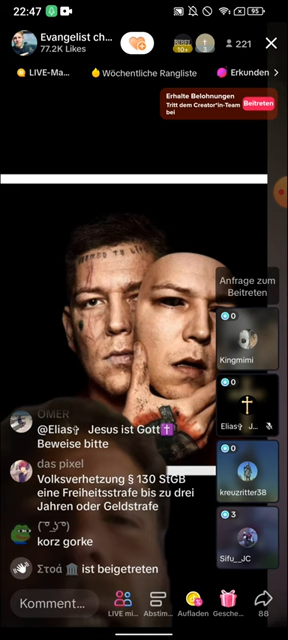 22:47
95
Evangelist ch...
77.2K Likes
10+
221
LIVE-Ma...
Wöchentliche Rangliste
Erkunden
Erhalte Belohnungen
Tritt dem Creator*in-Team
bei
Beitreten
Anfrage zum
Beitreten
0
Kingmimi
0
Elias✞ J...
0
kreuzritter38
3
Sifu__JC
OMER
@Elias✞ Jesus ist Gott✝️
Beweise bitte
das pixel
Volksverhetzung § 130 StGB
eine Freiheitsstrafe bis zu drei
Jahren oder Geldstrafe
( ͡° ͜ʖ ͡°)
korz gorke
Στοά 🏛 ist beigetreten
Komment...
LIVE mi...
Abstim...
Aufladen
Gesche...
88